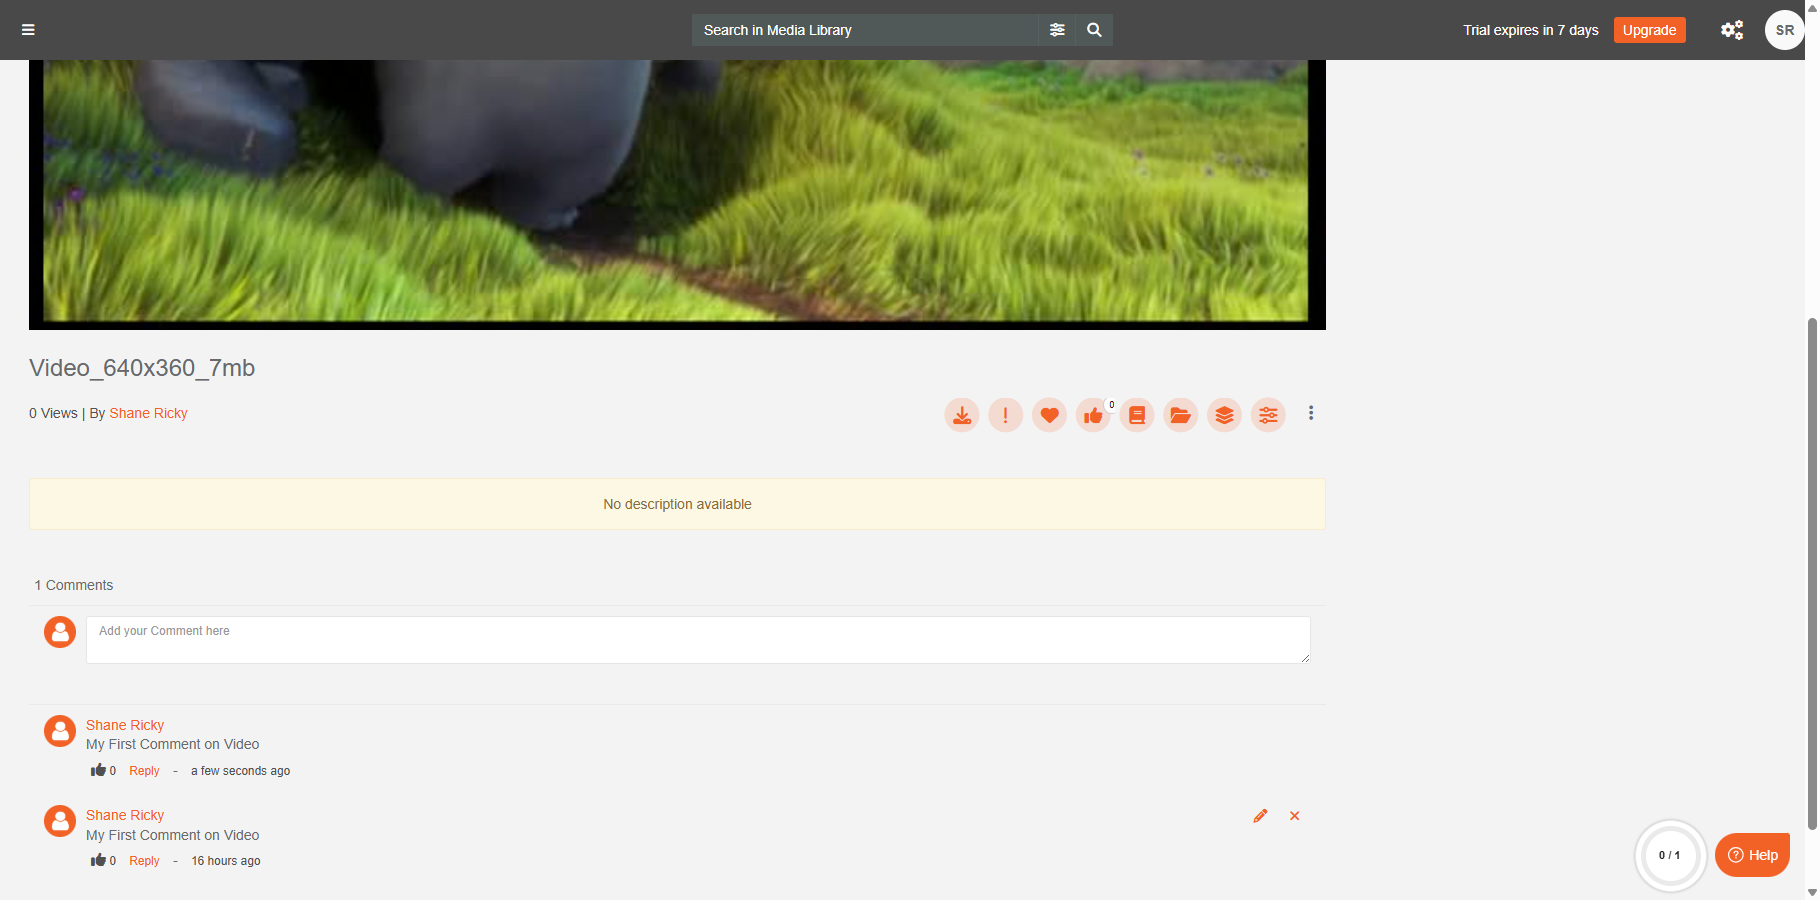 Search in Media Library
Trial expires in 7 days
Upgrade
SR
Video_640x360_7mb
0 Views | By Shane Ricky
0
No description available
1 Comments
Add your Comment here
Shane Ricky
My First Comment on Video
0 Reply - a few seconds ago
Shane Ricky
My First Comment on Video
0 Reply - 16 hours ago
0 / 1
Help